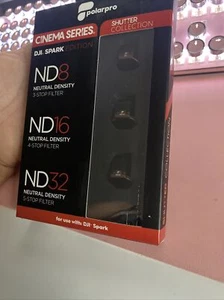 polarpro
CINEMA SERIES
SHUTTER
COLLECTION
DJI SPARK EDITION
ND8
NEUTRAL DENSITY
3-STOP FILTER
ND16
NEUTRAL DENSITY
4-STOP FILTER
ND32
NEUTRAL DENSITY
5-STOP FILTER
for use with: DJI Spark